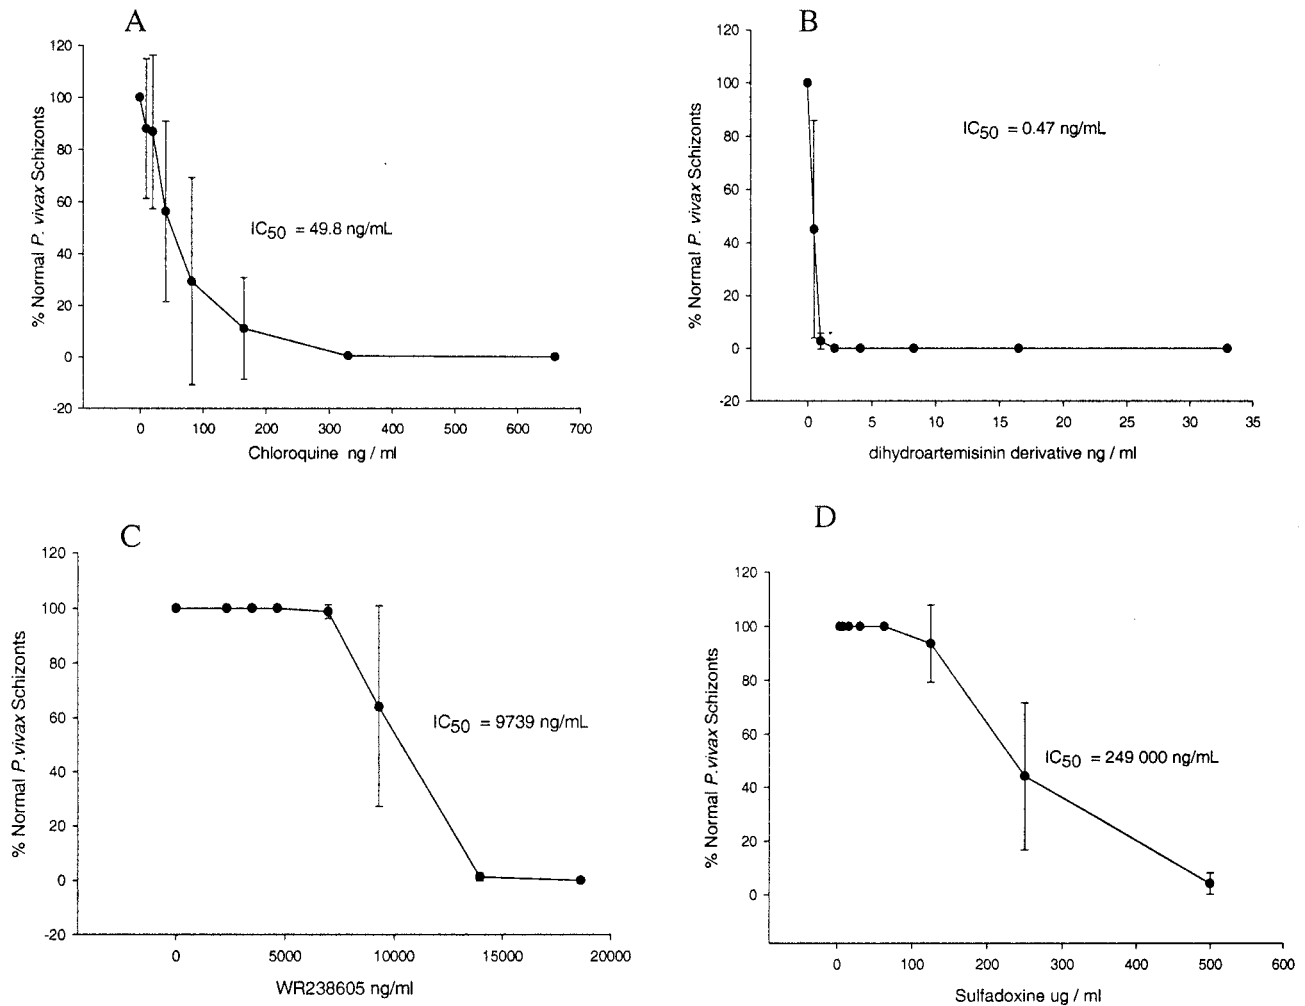 A
120
100
80
60
40
20
0
-20
% Normal P. vivax Schizonts
IC50 = 49.8 ng/mL
0 100 200 300 400 500 600 700
Chloroquine ng / ml
B
120
100
80
60
40
20
0
-20
% Normal P. vivax Schizonts
IC50 = 0.47 ng/mL
0 5 10 15 20 25 30 35
dihydroartemisinin derivative ng / ml
C
120
100
80
60
40
20
0
-20
% Normal P.vivax Schizonts
IC50 = 9739 ng/mL
0 5000 10000 15000 20000
WR238605 ng/ml
D
120
100
80
60
40
20
0
% Normal P.vivax Schizonts
IC50 = 249 000 ng/mL
0 100 200 300 400 500 600
Sulfadoxine ug / ml